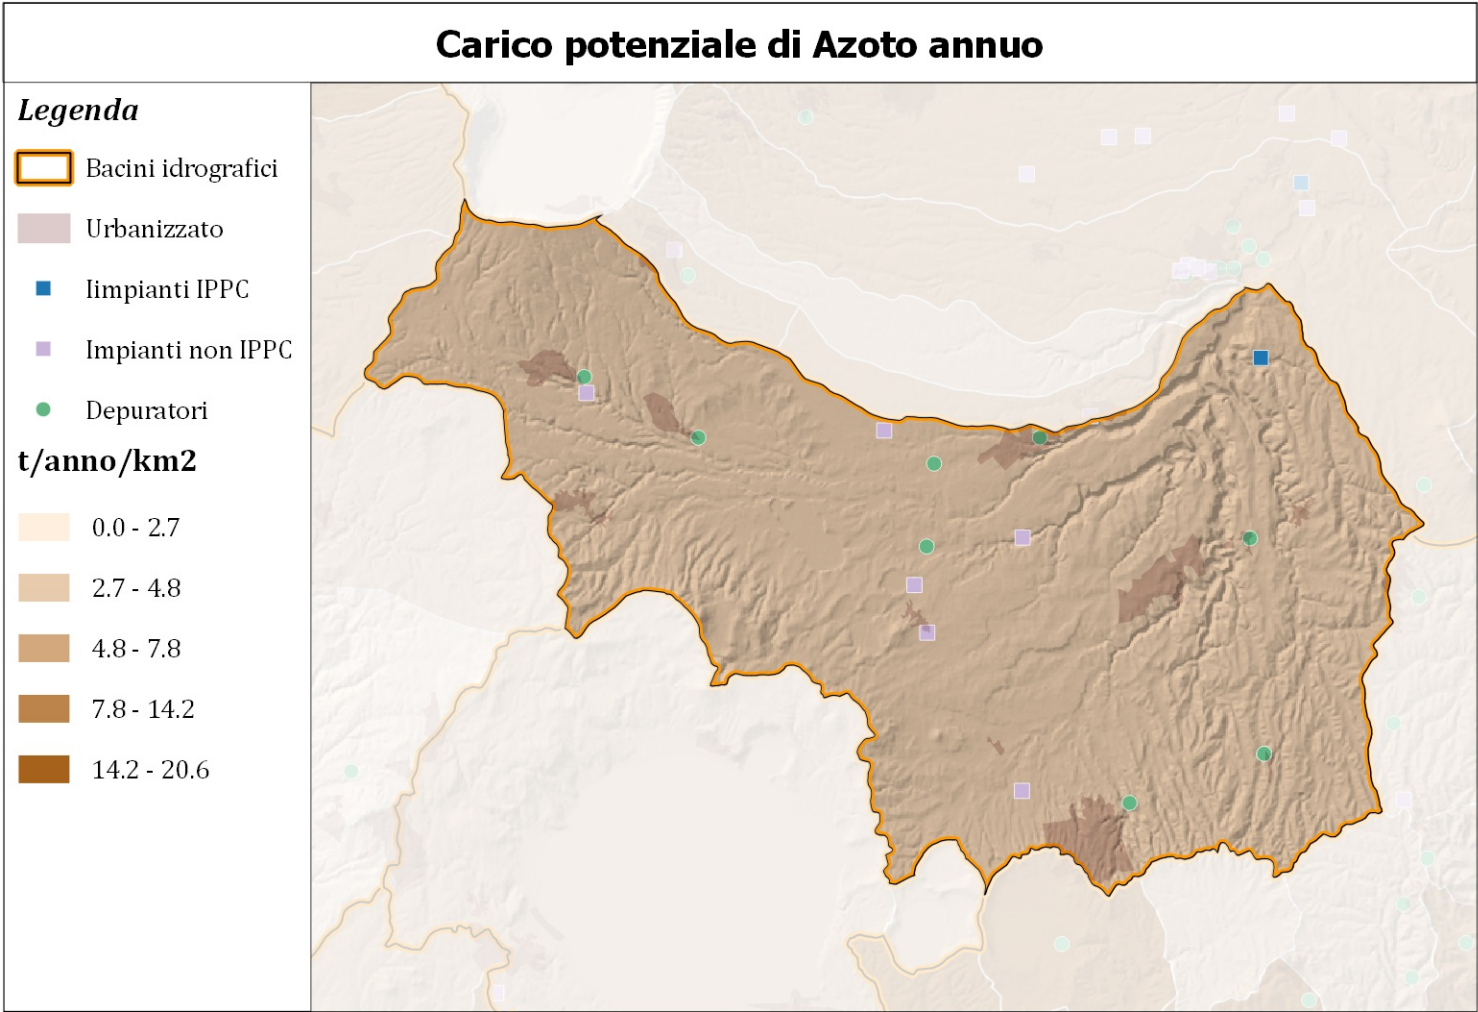 Carico potenziale di Azoto annuo
Legenda
Bacini idrografici
Urbanizzato
Iimpianti IPPC
Impianti non IPPC
Depuratori
t/anno/km2
0.0 - 2.7
2.7 - 4.8
4.8 - 7.8
7.8 - 14.2
14.2 - 20.6